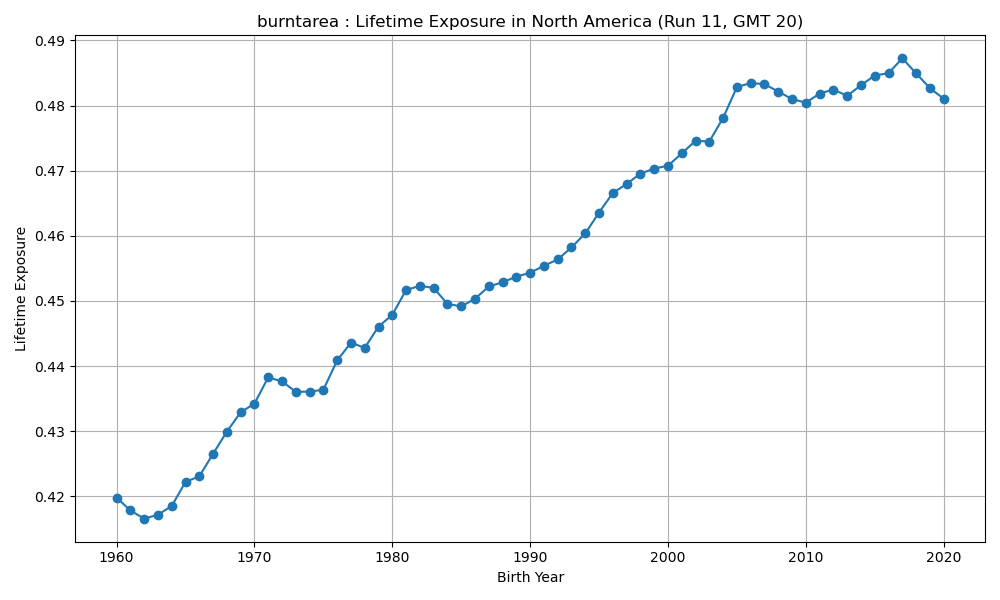 burntarea : Lifetime Exposure in North America (Run 11, GMT 20)
0.49
0.48
0.47
0.46
0.45
0.44
0.43
0.42
Lifetime Exposure
1960 1970 1980 1990 2000 2010 2020
Birth Year